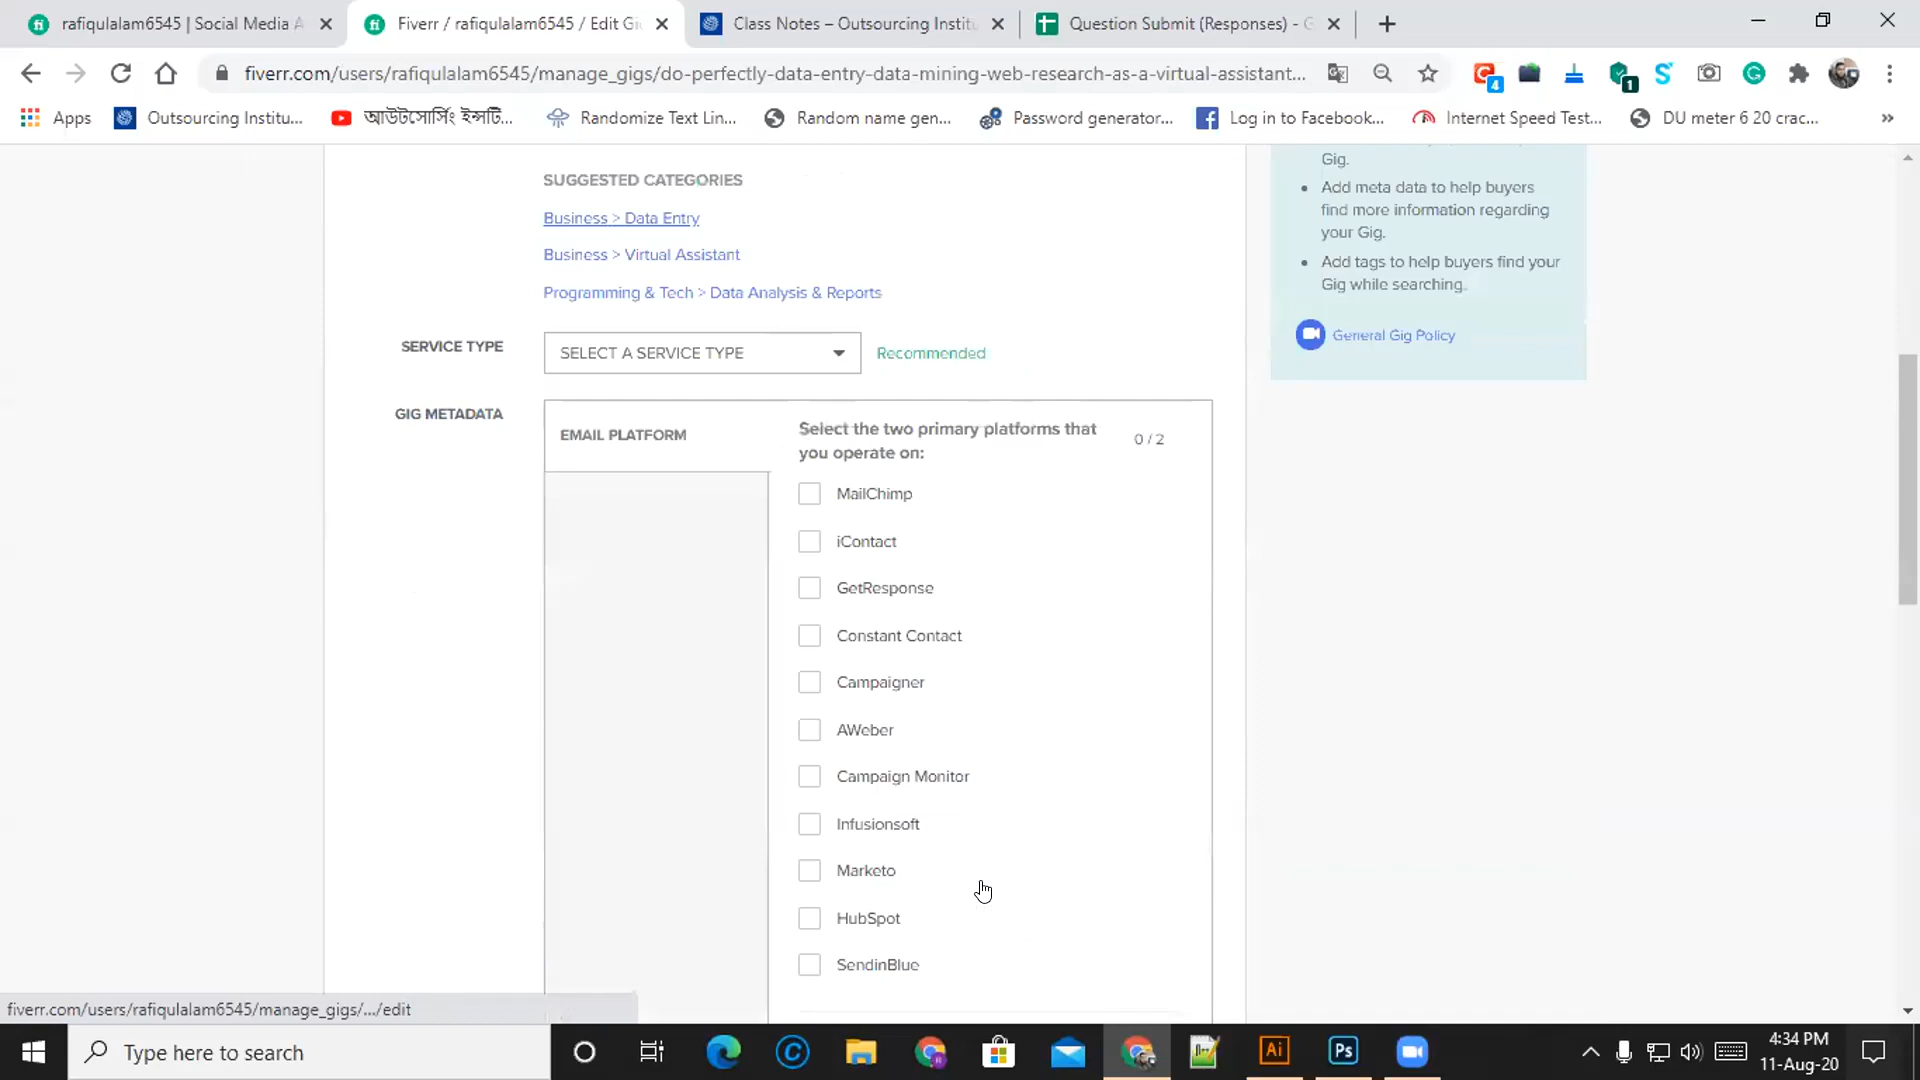 rafiqulalam6545 | Social Media A
Fiverr / rafiqulalam6545 / Edit Gi
Class Notes – Outsourcing Institu
Question Submit (Responses) - G
fiverr.com/users/rafiqulalam6545/manage_gigs/do-perfectly-data-entry-data-mining-web-research-as-a-virtual-assistant...
4
1
Apps
Outsourcing Institu...
আউটসোর্সিং ইন্সটি...
Randomize Text Lin...
Random name gen...
Password generator...
Log in to Facebook...
Internet Speed Test...
DU meter 6 20 crac...
»
SUGGESTED CATEGORIES
Business > Data Entry
Business > Virtual Assistant
Programming & Tech > Data Analysis & Reports
SERVICE TYPE
SELECT A SERVICE TYPE
Recommended
GIG METADATA
EMAIL PLATFORM
Select the two primary platforms that
you operate on:
0 / 2
MailChimp
iContact
GetResponse
Constant Contact
Campaigner
AWeber
Campaign Monitor
Infusionsoft
Marketo
HubSpot
SendinBlue
Gig.
Add meta data to help buyers
find more information regarding
your Gig.
Add tags to help buyers find your
Gig while searching.
General Gig Policy
fiverr.com/users/rafiqulalam6545/manage_gigs/.../edit
Type here to search
Ai
Ps
4:34 PM
11-Aug-20